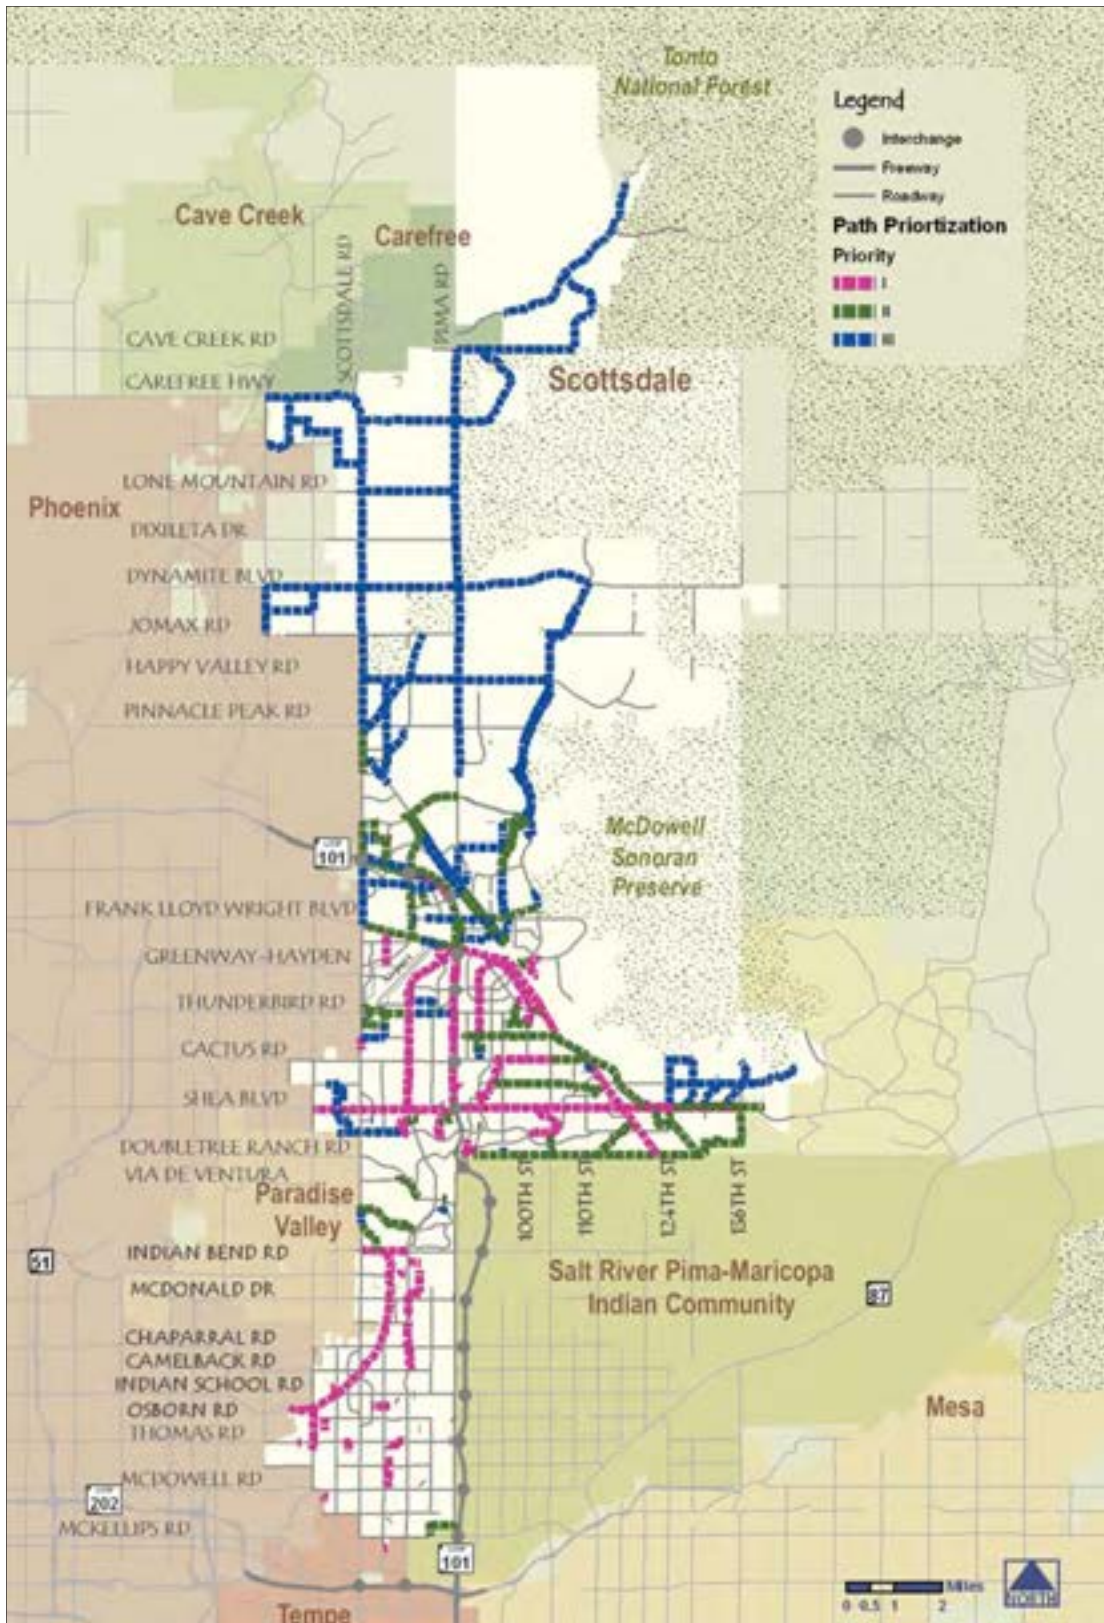 Tonto
National Forest
Legend
Interchange
Freeway
Roadway
Path Priortization
Priority
I
II
III
Cave Creek
Carefree
SCOTTSDALE RD
PIMA RD
CAVE CREEK RD
CAREFREE HWY
Scottsdale
LONE MOUNTAIN RD
Phoenix
DIXILETA DR
DYNAMITE BLVD
JOMAX RD
HAPPY VALLEY RD
PINNACLE PEAK RD
McDowell
Sonoran
Preserve
LOOP
101
FRANK LLOYD WRIGHT BLVD
GREENWAY-HAYDEN
THUNDERBIRD RD
CACTUS RD
SHEA BLVD
DOUBLETREE RANCH RD
VIA DE VENTURA
100TH ST
110TH ST
124TH ST
136TH ST
Paradise
Valley
INDIAN BEND RD
51
MCDONALD DR
Salt River Pima-Maricopa
Indian Community
87
CHAPARRAL RD
CAMELBACK RD
INDIAN SCHOOL RD
OSBORN RD
THOMAS RD
Mesa
MCDOWELL RD
LOOP
202
MCKELLIPS RD
LOOP
101
Tempe
Miles
0 0.5 1 2
NORTH